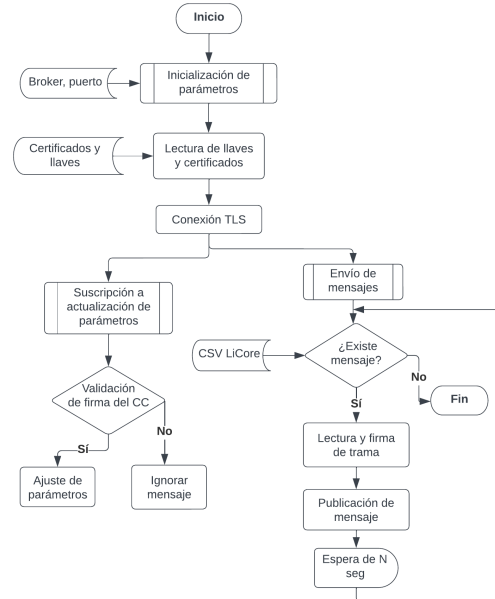 Inicio
Broker, puerto
Inicialización de
parámetros
Certificados y
llaves
Lectura de llaves
y certificados
Conexión TLS
Suscripción a
actualización de
parámetros
Envío de
mensajes
CSV LiCore
¿Existe
mensaje?
No
Fin
Validación
de firma del CC
Sí
No
Sí
Ajuste de
parámetros
Ignorar
mensaje
Lectura y firma
de trama
Publicación de
mensaje
Espera de N
seg